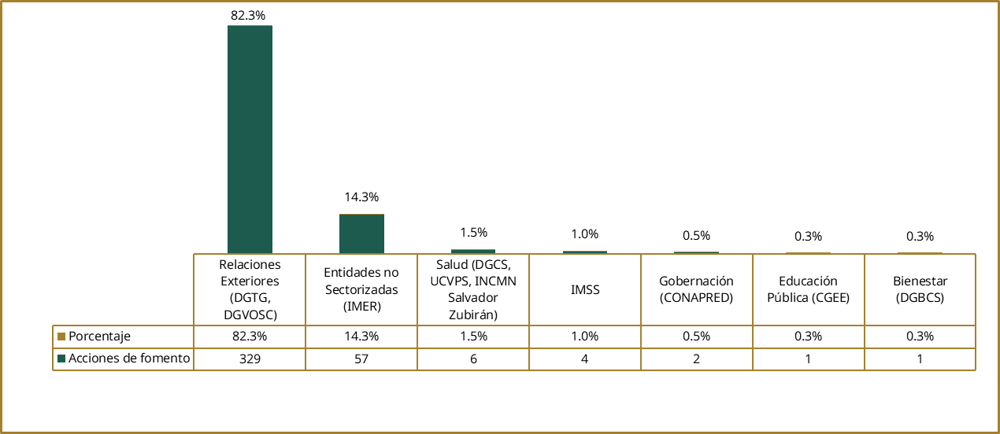 82.3%
14.3%
1.5%
1.0%
0.5%
0.3%
0.3%
Relaciones
Exteriores
(DGTG,
DGVOSC)
Entidades no
Sectorizadas
(IMER)
Salud (DGCS,
UCVPS, INCMN
Salvador
Zubirán)
IMSS
Gobernación
(CONAPRED)
Educación
Pública (CGEE)
Bienestar
(DGBCS)
Porcentaje 82.3% 14.3% 1.5% 1.0% 0.5% 0.3% 0.3%
Acciones de fomento 329 57 6 4 2 1 1